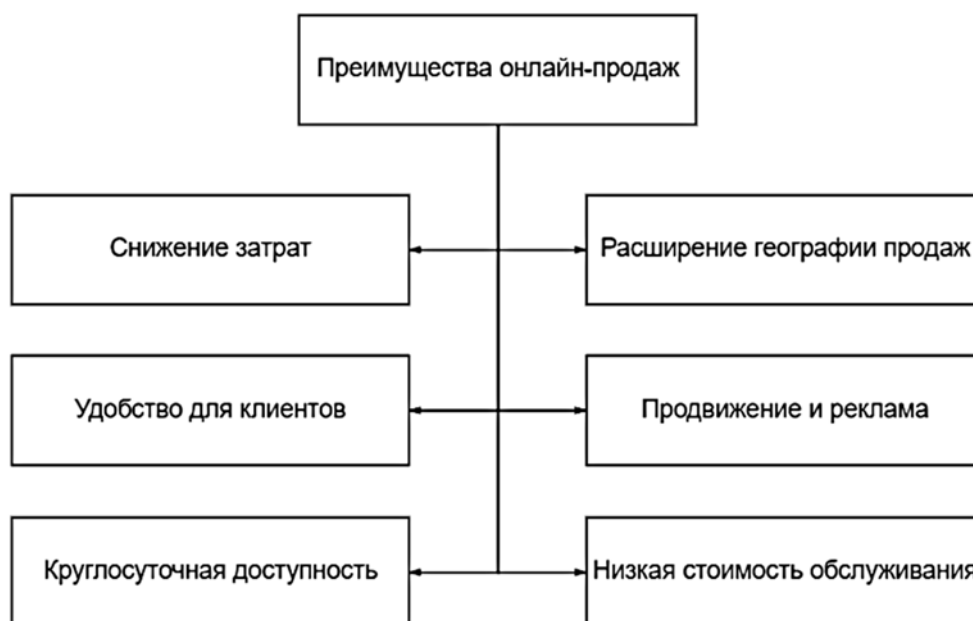 Преимущества онлайн-продаж
Снижение затрат
Расширение географии продаж
Удобство для клиентов
Продвижение и реклама
Круглосуточная доступность
Низкая стоимость обслуживания